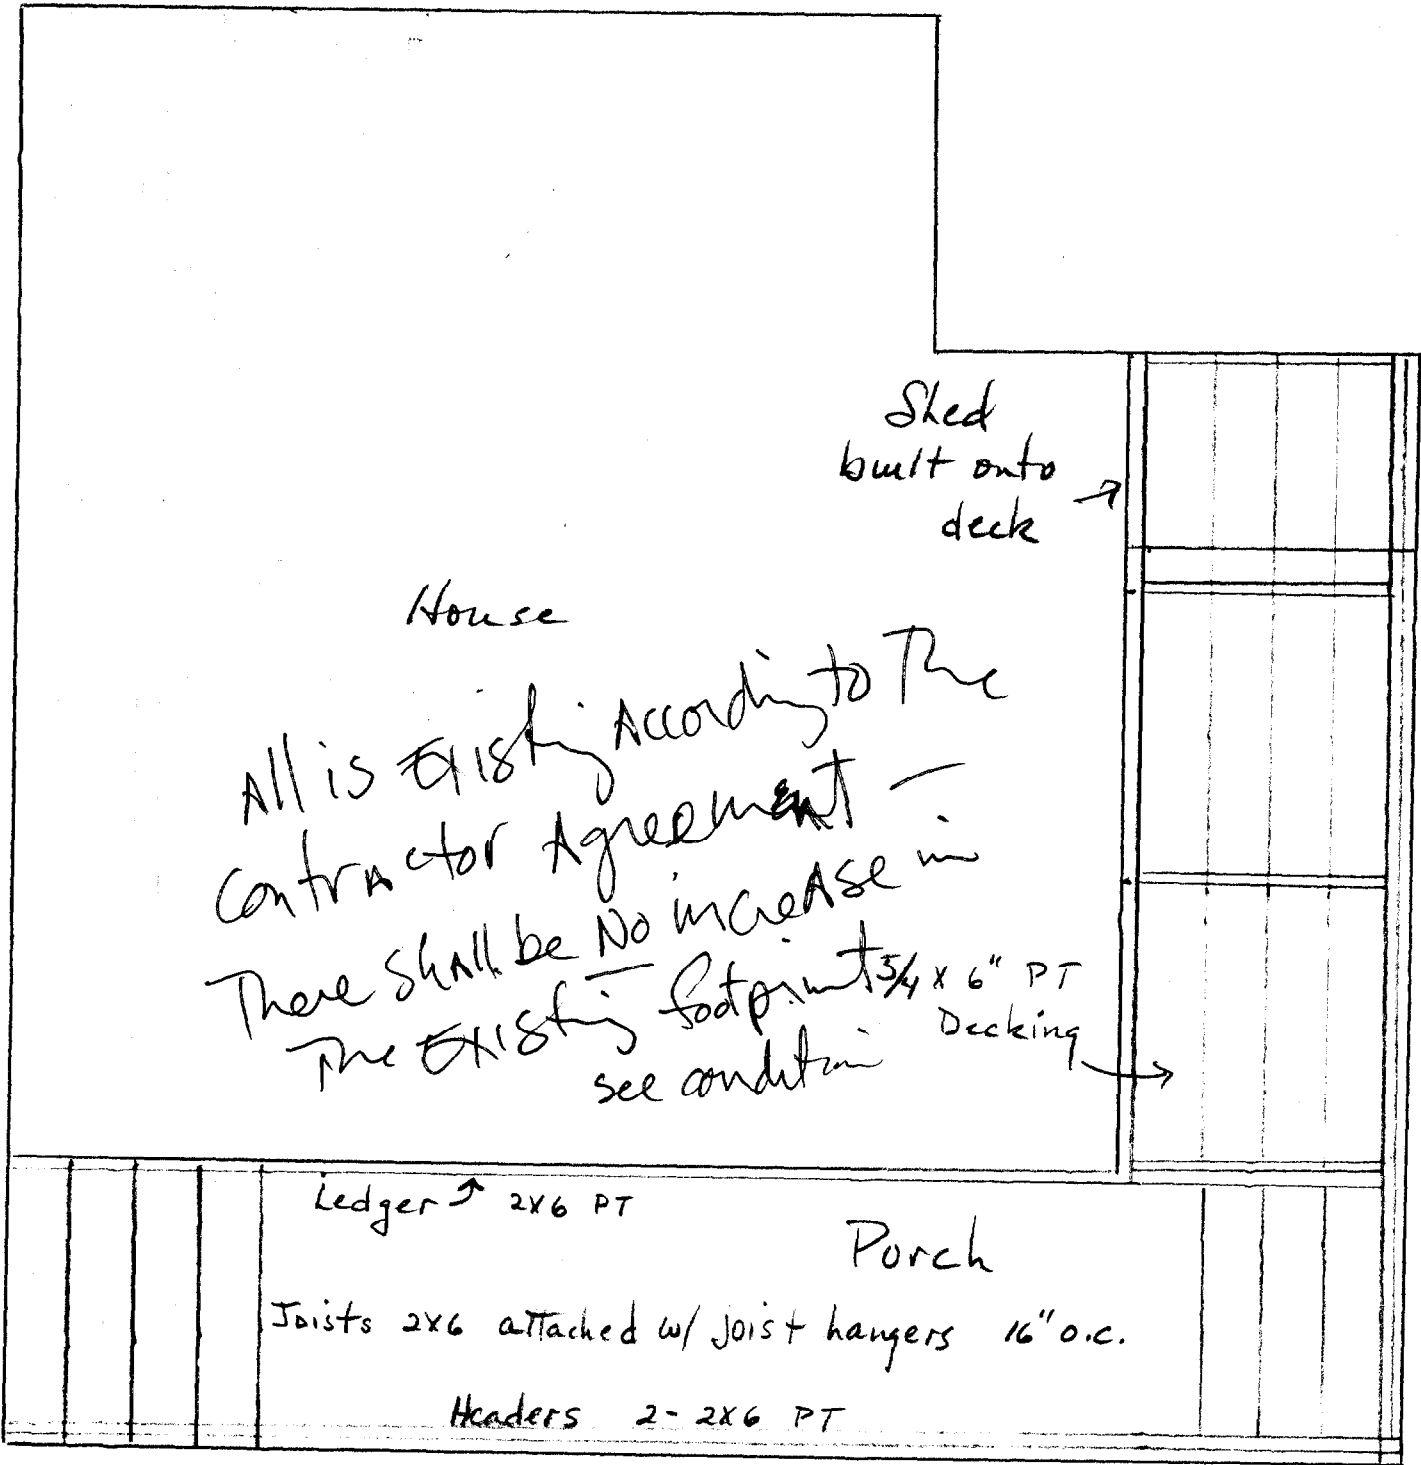 Shed
built onto
deck
House
All is Existing According to The
Contractor Agreement —
There Shall be No increase in
The Existing footprint
see condition
5/4 x 6" PT
Decking
Ledger 2x6 PT
Porch
Joists 2x6 attached w/ joist hangers 16" o.c.
Headers 2-2x6 PT